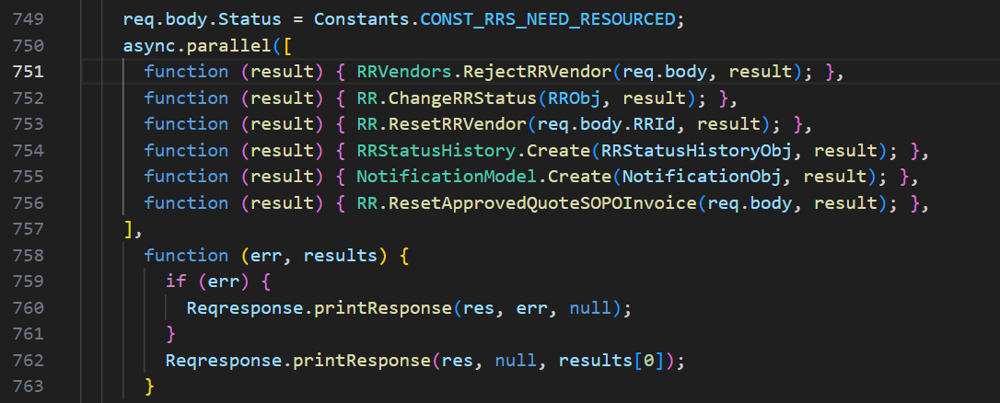 749 req.body.Status = Constants.CONST_RRS_NEED_RESOURCED;
750 async.parallel([
751 function (result) { RRVendors.RejectRRVendor(req.body, result); },
752 function (result) { RR.ChangeRRStatus(RRObj, result); },
753 function (result) { RR.ResetRRVendor(req.body.RRId, result); },
754 function (result) { RRStatusHistory.Create(RRStatusHistoryObj, result); },
755 function (result) { NotificationModel.Create(NotificationObj, result); },
756 function (result) { RR.ResetApprovedQuoteSOPOInvoice(req.body, result); },
757 ],
758 function (err, results) {
759 if (err) {
760 Reqresponse.printResponse(res, err, null);
761 }
762 Reqresponse.printResponse(res, null, results[0]);
763 }